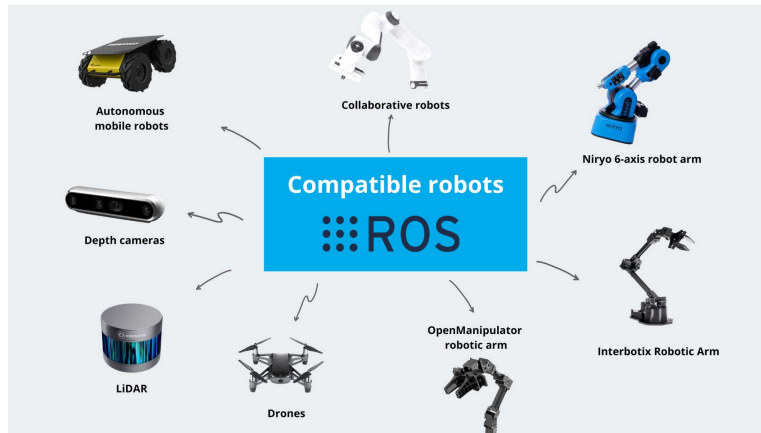 Autonomous
mobile robots
Collaborative robots
Niryo 6-axis robot arm
Compatible robots
ROS
Depth cameras
LiDAR
Drones
OpenManipulator
robotic arm
Interbotix Robotic Arm